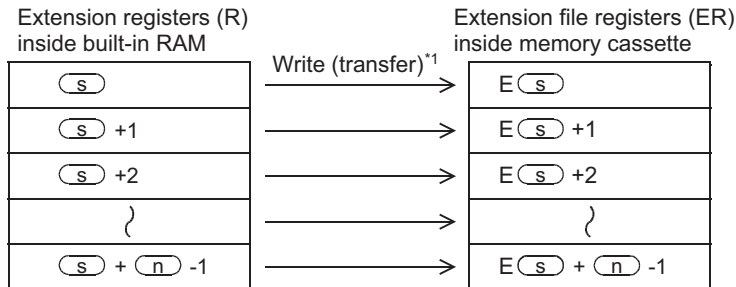 Extension registers (R)
inside built-in RAM
Extension file registers (ER)
inside memory cassette
Write (transfer)*1
s
E s
s +1
E s +1
s +2
E s +2
s + n -1
E s + n -1